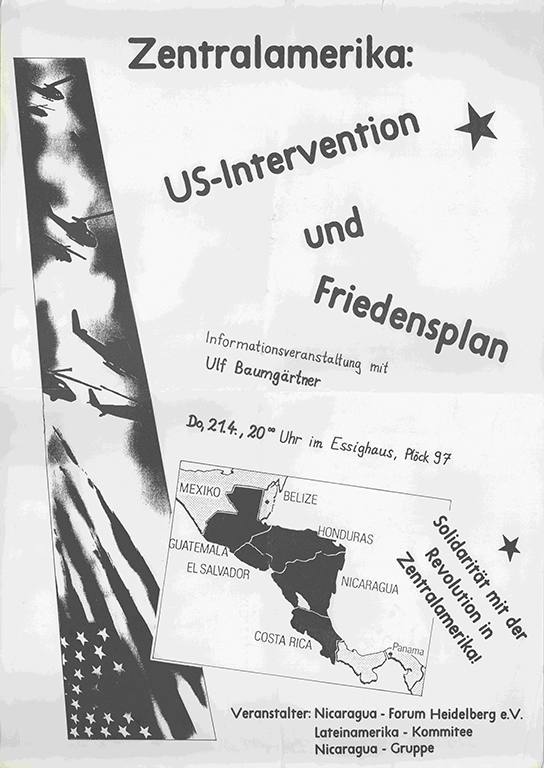 Zentralamerika:
US-Intervention
und
Friedensplan
Informationsveranstaltung mit
Ulf Baumgärtner
Do, 21.4., 20⁰⁰ Uhr im Essighaus, Plöck 97
MEXIKO
BELIZE
HONDURAS
GUATEMALA
EL SALVADOR
NICARAGUA
COSTA RICA
Panama
Solidarität mit der
Revolution in
Zentralamerika!
Veranstalter: Nicaragua - Forum Heidelberg e.V.
Lateinamerika - Kommitee
Nicaragua - Gruppe